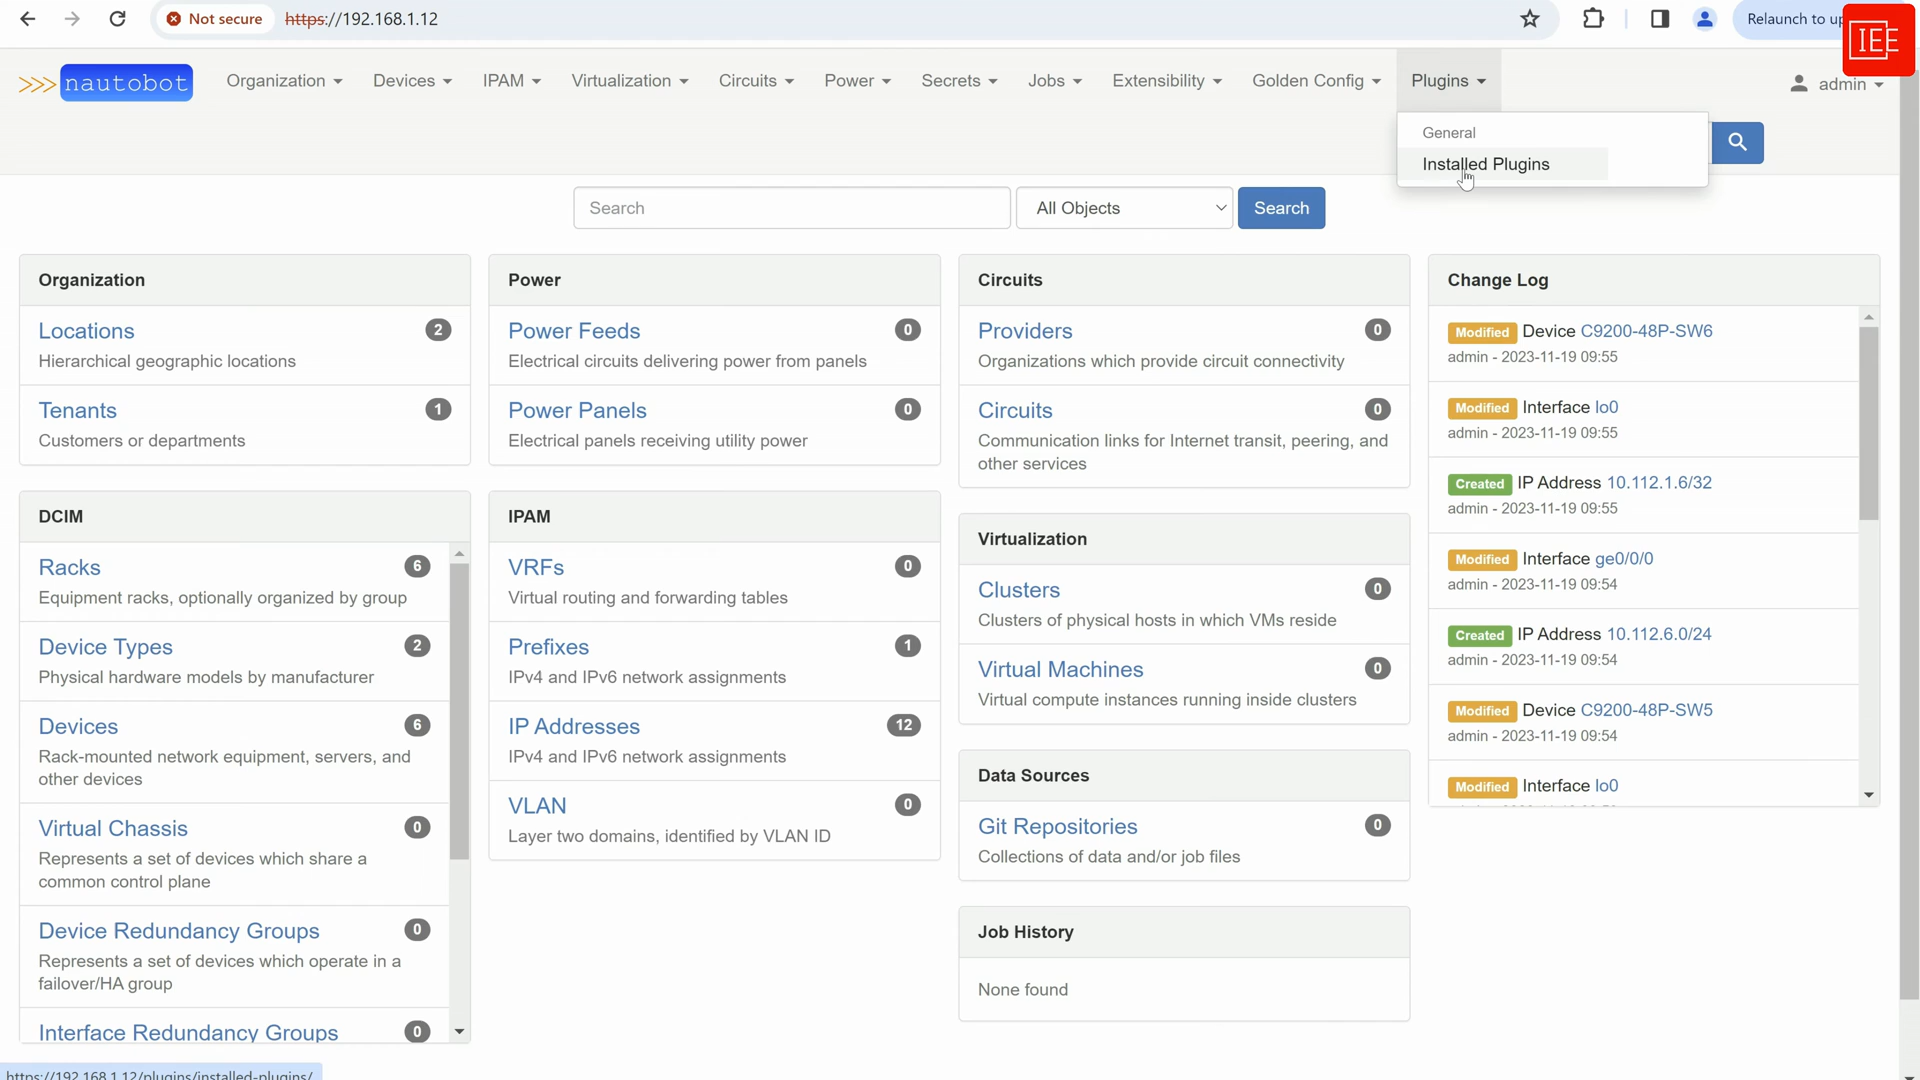 Not secure https://192.168.1.12 Relaunch to up
IEE
>>> nautobot Organization Devices IPAM Virtualization Circuits Power Secrets Jobs Extensibility Golden Config Plugins admin
General
Installed Plugins
Search All Objects Search
Organization
Locations 2
Hierarchical geographic locations
Tenants 1
Customers or departments
DCIM
Racks 6
Equipment racks, optionally organized by group
Device Types 2
Physical hardware models by manufacturer
Devices 6
Rack-mounted network equipment, servers, and
other devices
Virtual Chassis 0
Represents a set of devices which share a
common control plane
Device Redundancy Groups 0
Represents a set of devices which operate in a
failover/HA group
Interface Redundancy Groups 0
Power
Power Feeds 0
Electrical circuits delivering power from panels
Power Panels 0
Electrical panels receiving utility power
IPAM
VRFs 0
Virtual routing and forwarding tables
Prefixes 1
IPv4 and IPv6 network assignments
IP Addresses 12
IPv4 and IPv6 network assignments
VLAN 0
Layer two domains, identified by VLAN ID
Circuits
Providers 0
Organizations which provide circuit connectivity
Circuits 0
Communication links for Internet transit, peering, and
other services
Virtualization
Clusters 0
Clusters of physical hosts in which VMs reside
Virtual Machines 0
Virtual compute instances running inside clusters
Data Sources
Git Repositories 0
Collections of data and/or job files
Job History
None found
Change Log
Modified Device C9200-48P-SW6
admin - 2023-11-19 09:55
Modified Interface lo0
admin - 2023-11-19 09:55
Created IP Address 10.112.1.6/32
admin - 2023-11-19 09:55
Modified Interface ge0/0/0
admin - 2023-11-19 09:54
Created IP Address 10.112.6.0/24
admin - 2023-11-19 09:54
Modified Device C9200-48P-SW5
admin - 2023-11-19 09:54
Modified Interface lo0
https://192.168.1.12/plugins/installed-plugins/